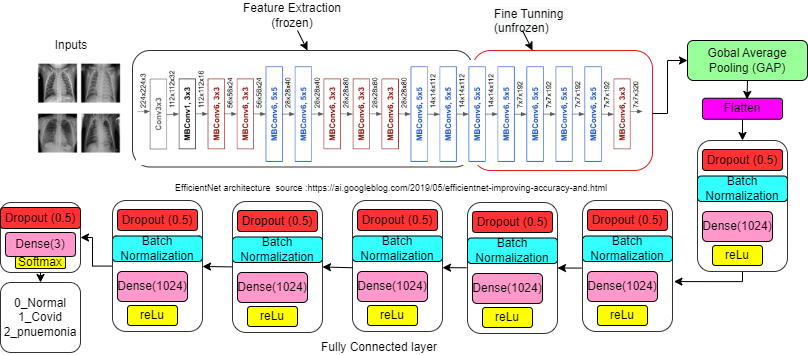 Feature Extraction
(frozen)
Fine Tunning
(unfrozen)
Inputs
224x224x3
Conv3x3
112x112x32
MBConv1, 3x3
112x112x16
MBConv6, 3x3
56x56x24
MBConv6, 3x3
56x56x24
MBConv6, 5x5
28x28x40
MBConv6, 5x5
28x28x40
MBConv6, 3x3
28x28x80
MBConv6, 3x3
28x28x80
MBConv6, 3x3
28x28x80
MBConv6, 5x5
14x14x112
MBConv6, 5x5
14x14x112
MBConv6, 5x5
14x14x112
MBConv6, 5x5
7x7x192
MBConv6, 5x5
7x7x192
MBConv6, 5x5
7x7x192
MBConv6, 5x5
7x7x192
MBConv6, 3x3
7x7x320
Gobal Average
Pooling (GAP)
Flatten
Dropout (0.5)
Batch
Normalization
Dense(1024)
reLu
EfficientNet architecture source :https://ai.googleblog.com/2019/05/efficientnet-improving-accuracy-and.html
Dropout (0.5)
Batch
Normalization
Dense(1024)
reLu
Dropout (0.5)
Batch
Normalization
Dense(1024)
reLu
Dropout (0.5)
Batch
Normalization
Dense(1024)
reLu
Dropout (0.5)
Batch
Normalization
Dense(1024)
reLu
Dropout (0.5)
Batch
Normalization
Dense(1024)
reLu
Dropout (0.5)
Dense(3)
Softmax
0_Normal
1_Covid
2_pnuemonia
Fully Connected layer